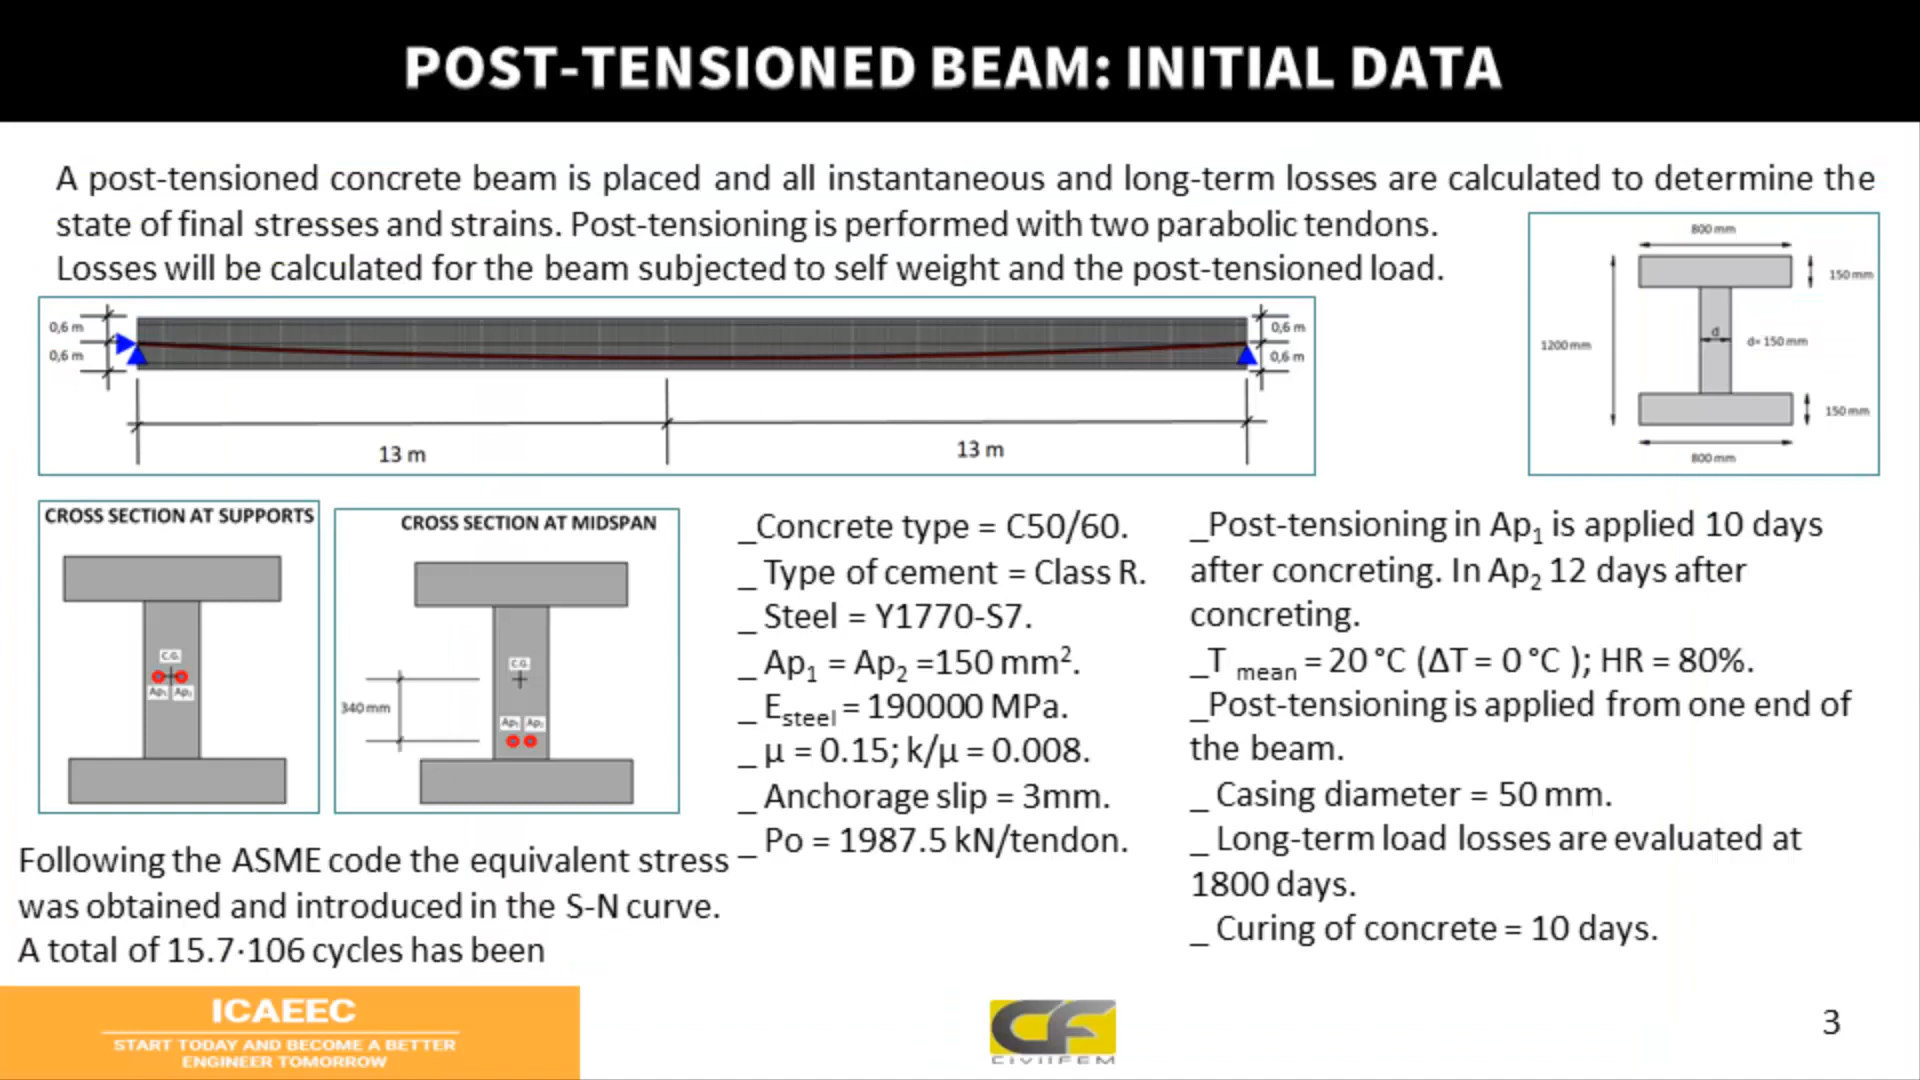 POST-TENSIONED BEAM: INITIAL DATA
A post-tensioned concrete beam is placed and all instantaneous and long-term losses are calculated to determine the
state of final stresses and strains. Post-tensioning is performed with two parabolic tendons.
Losses will be calculated for the beam subjected to self weight and the post-tensioned load.
0,6 m
0,6 m
0,6 m
0,6 m
13 m
13 m
800 mm
150 mm
1200 mm
d
d= 150 mm
150 mm
800 mm
CROSS SECTION AT SUPPORTS
C.G.
Ap₁ Ap₂
CROSS SECTION AT MIDSPAN
C.G.
340 mm
Ap₁ Ap₂
_Concrete type = C50/60.
_ Type of cement = Class R.
_ Steel = Y1770-S7.
_ Ap₁ = Ap₂ =150 mm².
_ Esteel = 190000 MPa.
_ µ = 0.15; k/µ = 0.008.
_ Anchorage slip = 3mm.
_ Po = 1987.5 kN/tendon.
_Post-tensioning in Ap₁ is applied 10 days
after concreting. In Ap₂ 12 days after
concreting.
_T mean = 20 °C (ΔT = 0 °C ); HR = 80%.
_Post-tensioning is applied from one end of
the beam.
_ Casing diameter = 50 mm.
_ Long-term load losses are evaluated at
1800 days.
_ Curing of concrete = 10 days.
Following the ASME code the equivalent stress
was obtained and introduced in the S-N curve.
A total of 15.7·106 cycles has been
ICAEEC
START TODAY AND BECOME A BETTER
ENGINEER TOMORROW
CF
CIVILFEM
3